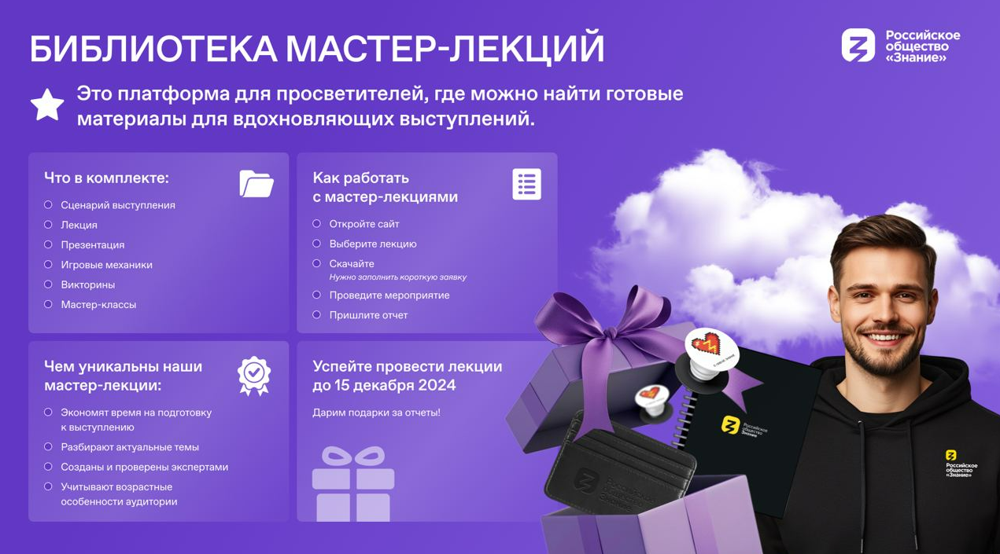 БИБЛИОТЕКА МАСТЕР-ЛЕКЦИЙ
Российское
общество
«Знание»
Это платформа для просветителей, где можно найти готовые
материалы для вдохновляющих выступлений.
Что в комплекте:
Сценарий выступления
Лекция
Презентация
Игровые механики
Викторины
Мастер-классы
Как работать
с мастер-лекциями
Откройте сайт
Выберите лекцию
Скачайте
Нужно заполнить короткую заявку
Проведите мероприятие
Пришлите отчет
Чем уникальны наши
мастер-лекции:
Экономят время на подготовку
к выступлению
Разбирают актуальные темы
Созданы и проверены экспертами
Учитывают возрастные
особенности аудитории
Успейте провести лекции
до 15 декабря 2024
Дарим подарки за отчеты!
Российское
общество
Знание
Российское
общество
«Знание»